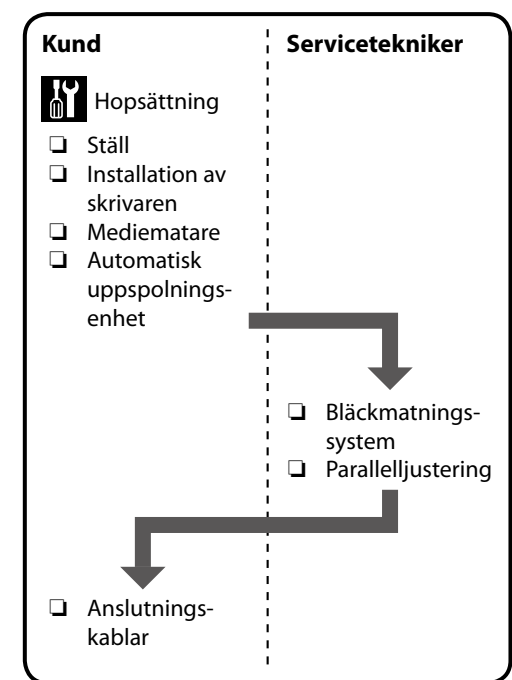 Kund
Servicetekniker
Hopsättning
❏ Ställ
❏ Installation av
skrivaren
❏ Mediematare
❏ Automatisk
uppspolnings-
enhet
❏ Bläckmatnings-
system
❏ Parallelljustering
❏ Anslutnings-
kablar